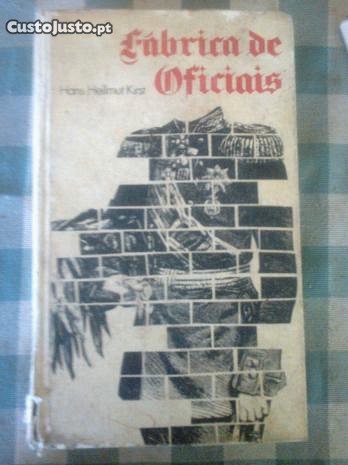 CustoJusto.pt
Fábrica de
Oficiais
Hans Hellmut Kirst